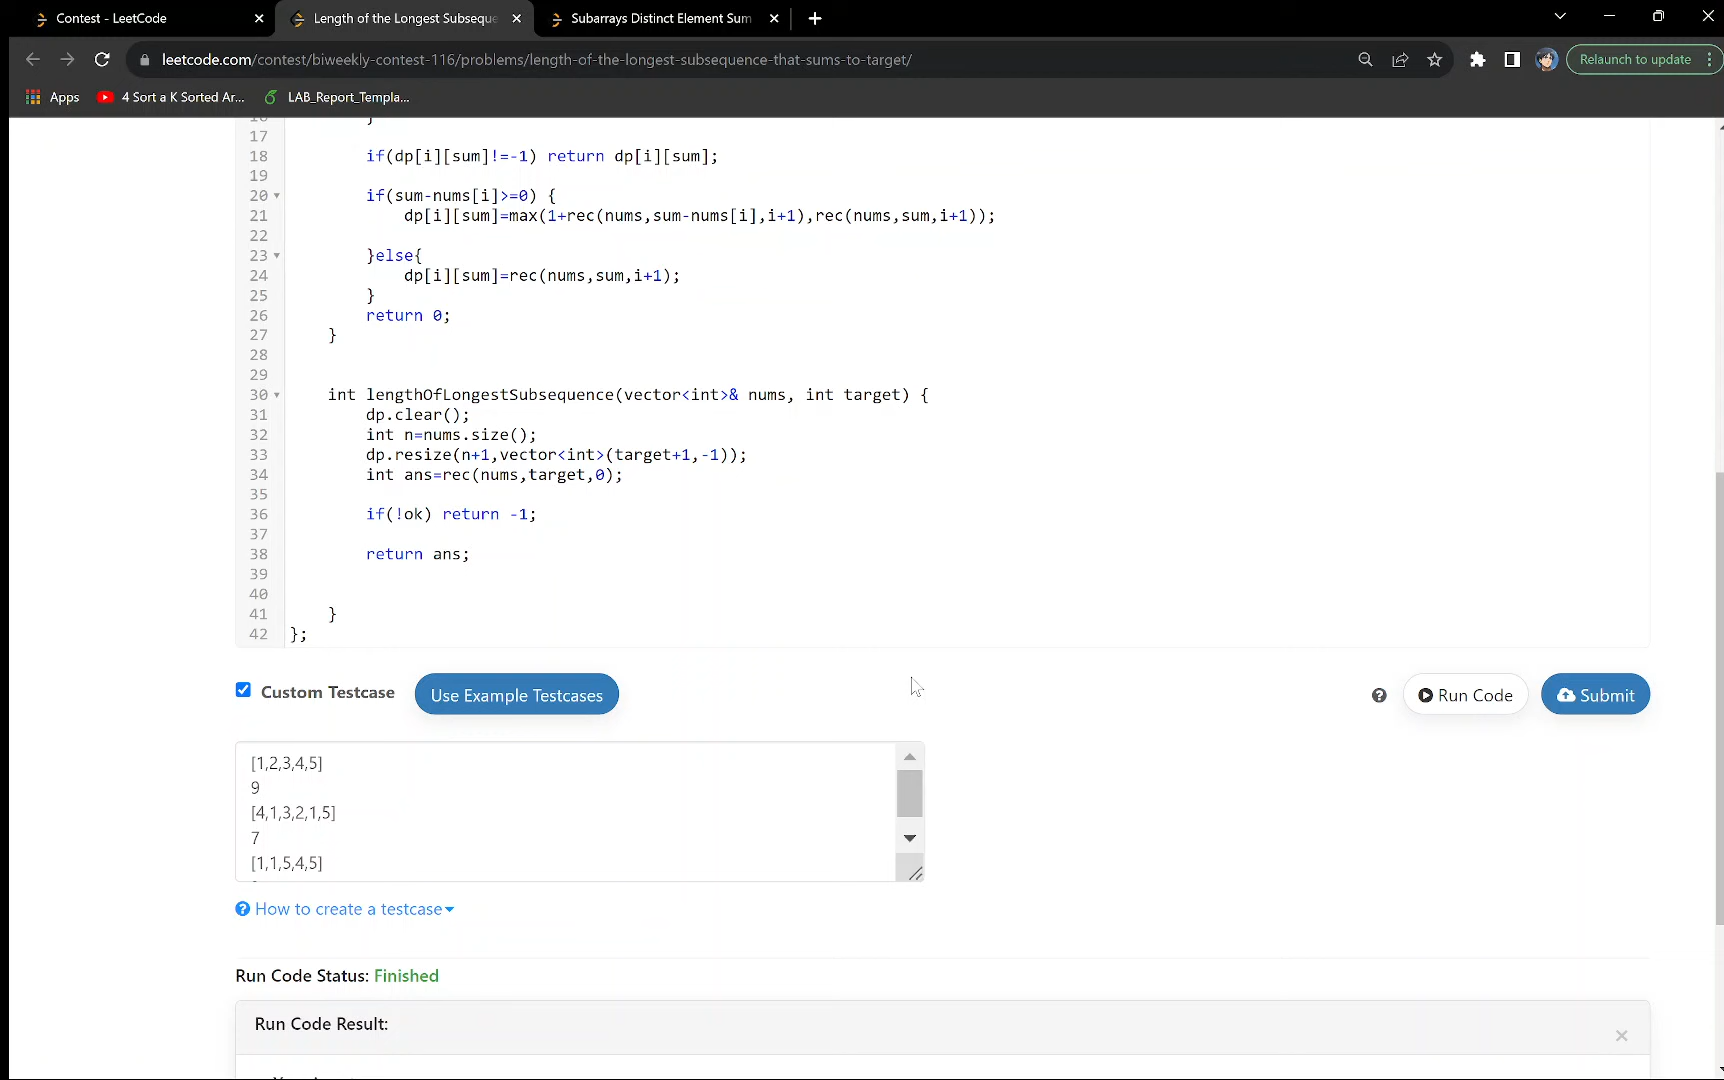 Contest - LeetCode
Length of the Longest Subseque
Subarrays Distinct Element Sum
leetcode.com/contest/biweekly-contest-116/problems/length-of-the-longest-subsequence-that-sums-to-target/
Relaunch to update
Apps
4 Sort a K Sorted Ar...
LAB_Report_Templa...
16 }
17
18 if(dp[i][sum]!=-1) return dp[i][sum];
19
20 if(sum-nums[i]>=0) {
21 dp[i][sum]=max(1+rec(nums,sum-nums[i],i+1),rec(nums,sum,i+1));
22
23 }else{
24 dp[i][sum]=rec(nums,sum,i+1);
25 }
26 return 0;
27 }
28
29
30 int lengthOfLongestSubsequence(vector<int>& nums, int target) {
31 dp.clear();
32 int n=nums.size();
33 dp.resize(n+1,vector<int>(target+1,-1));
34 int ans=rec(nums,target,0);
35
36 if(!ok) return -1;
37
38 return ans;
39
40
41 }
42 };
Custom Testcase
Use Example Testcases
Run Code
Submit
[1,2,3,4,5]
9
[4,1,3,2,1,5]
7
[1,1,5,4,5]
How to create a testcase
Run Code Status: Finished
Run Code Result: